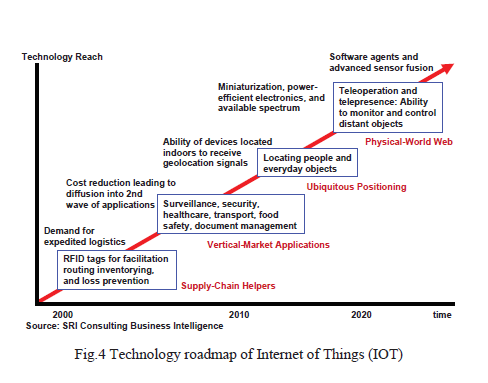 Technology Reach
Software agents and
advanced sensor fusion
Miniaturization, power-
efficient electronics, and
available spectrum
Teleoperation and
telepresence: Ability
to monitor and control
distant objects
Physical-World Web
Ability of devices located
indoors to receive
geolocation signals
Locating people and
everyday objects
Ubiquitous Positioning
Cost reduction leading to
diffusion into 2nd
wave of applications
Surveillance, security,
healthcare, transport, food
safety, document management
Vertical-Market Applications
Demand for
expedited logistics
RFID tags for facilitation
routing inventorying,
and loss prevention
Supply-Chain Helpers
2000 2010 2020 time
Source: SRI Consulting Business Intelligence
Fig.4 Technology roadmap of Internet of Things (IOT)